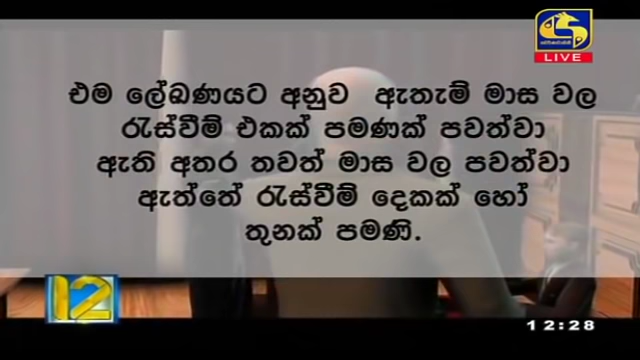 LIVE
එම ලේඛණයට අනුව ඇතැම් මාස වල
රැස්වීම් එකක් පමණක් පවත්වා
ඇති අතර තවත් මාස වල පවත්වා
ඇත්තේ රැස්වීම් දෙකක් හෝ
තුනක් පමණි.
12
12:28